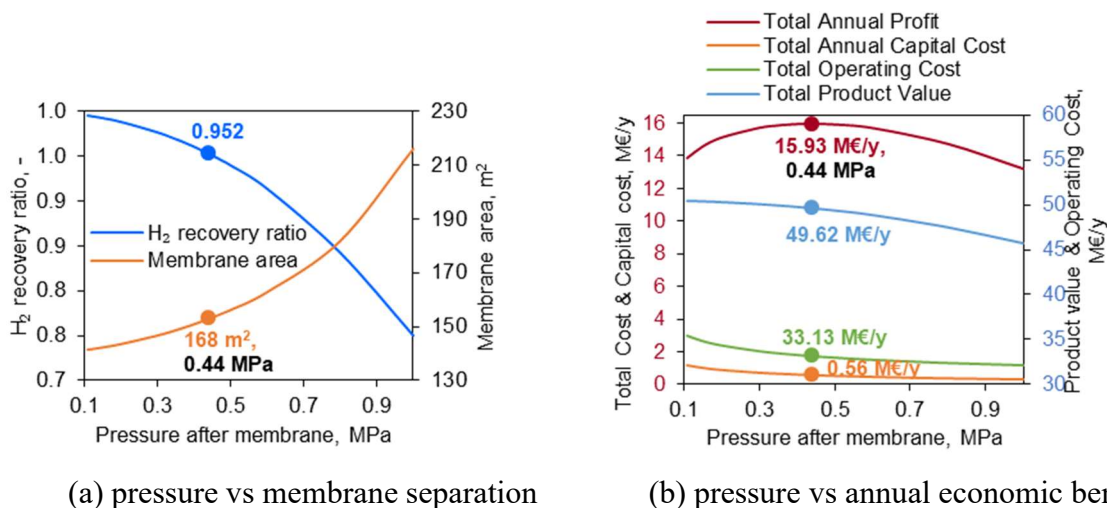 Total Annual Profit
Total Annual Capital Cost
Total Operating Cost
Total Product Value
H₂ recovery ratio, -
1.0
1.0
0.9
0.9
0.8
0.8
0.7
230
210
190
170
150
130
Membrane area, m²
0.952
H₂ recovery ratio
Membrane area
168 m²,
0.44 MPa
0.1 0.3 0.5 0.7 0.9
Pressure after membrane, MPa
Total Cost & Capital cost, M€/y
16
14
12
10
8
6
4
2
0
60
55
50
45
40
35
30
Product value & Operating Cost,
M€/y
15.93 M€/y,
0.44 MPa
49.62 M€/y
33.13 M€/y
0.56 M€/y
0.1 0.3 0.5 0.7 0.9
Pressure after membrane, MPa
(a) pressure vs membrane separation
(b) pressure vs annual economic ben